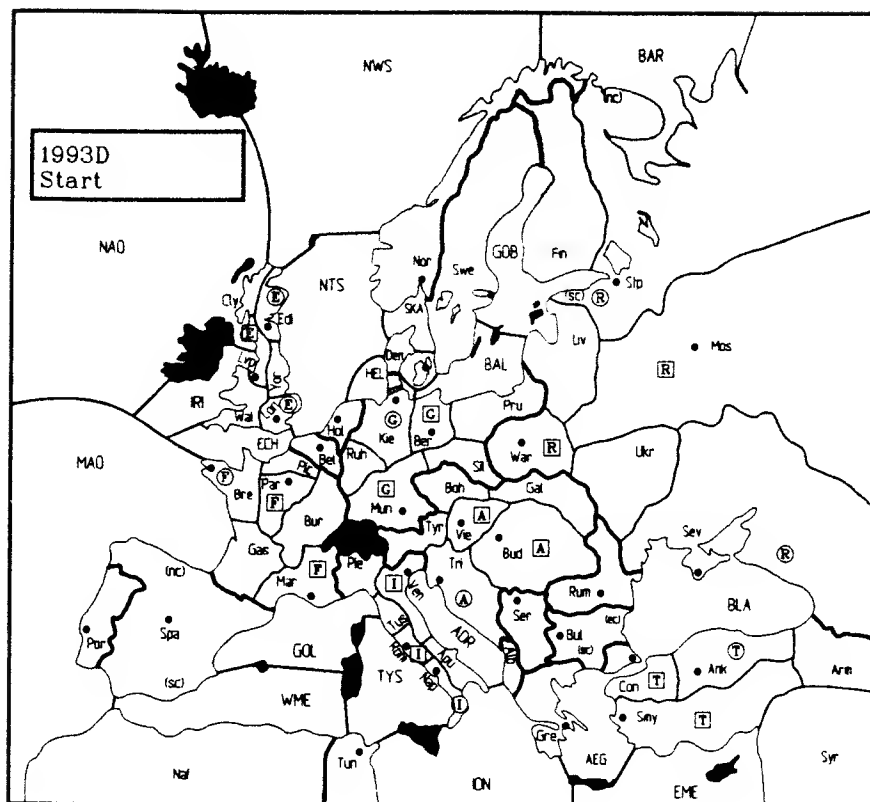 BAR
NWS
(nc)
1993D
Start
NAO
Nor
Swe
GOB
Fin
Stp
NTS
(sc)
R
Cly
E
Edi
SKA
E
Lvp
Yor
Den
BAL
Liv
Mos
R
IRI
Wal
Lon
E
HEL
Hol
G
Kie
G
Ber
Pru
ECH
War
R
Ukr
MAO
Pic
Bel
Ruh
Sil
F
Bre
Par
F
G
Mun
Boh
Gal
Bur
Tyr
A
Vie
Sev
Bud
A
R
Gas
(nc)
Mar
F
Pie
I
Ven
Tri
A
Rum
BLA
Por
Spa
Ser
(ec)
Bul
(sc)
GOL
Tus
ADR
Alb
Rom
I
Apu
T
Con
T
Ank
Arm
(sc)
TYS
Nap
WME
I
Gre
Smy
T
Naf
Tun
ION
AEG
EME
Syr